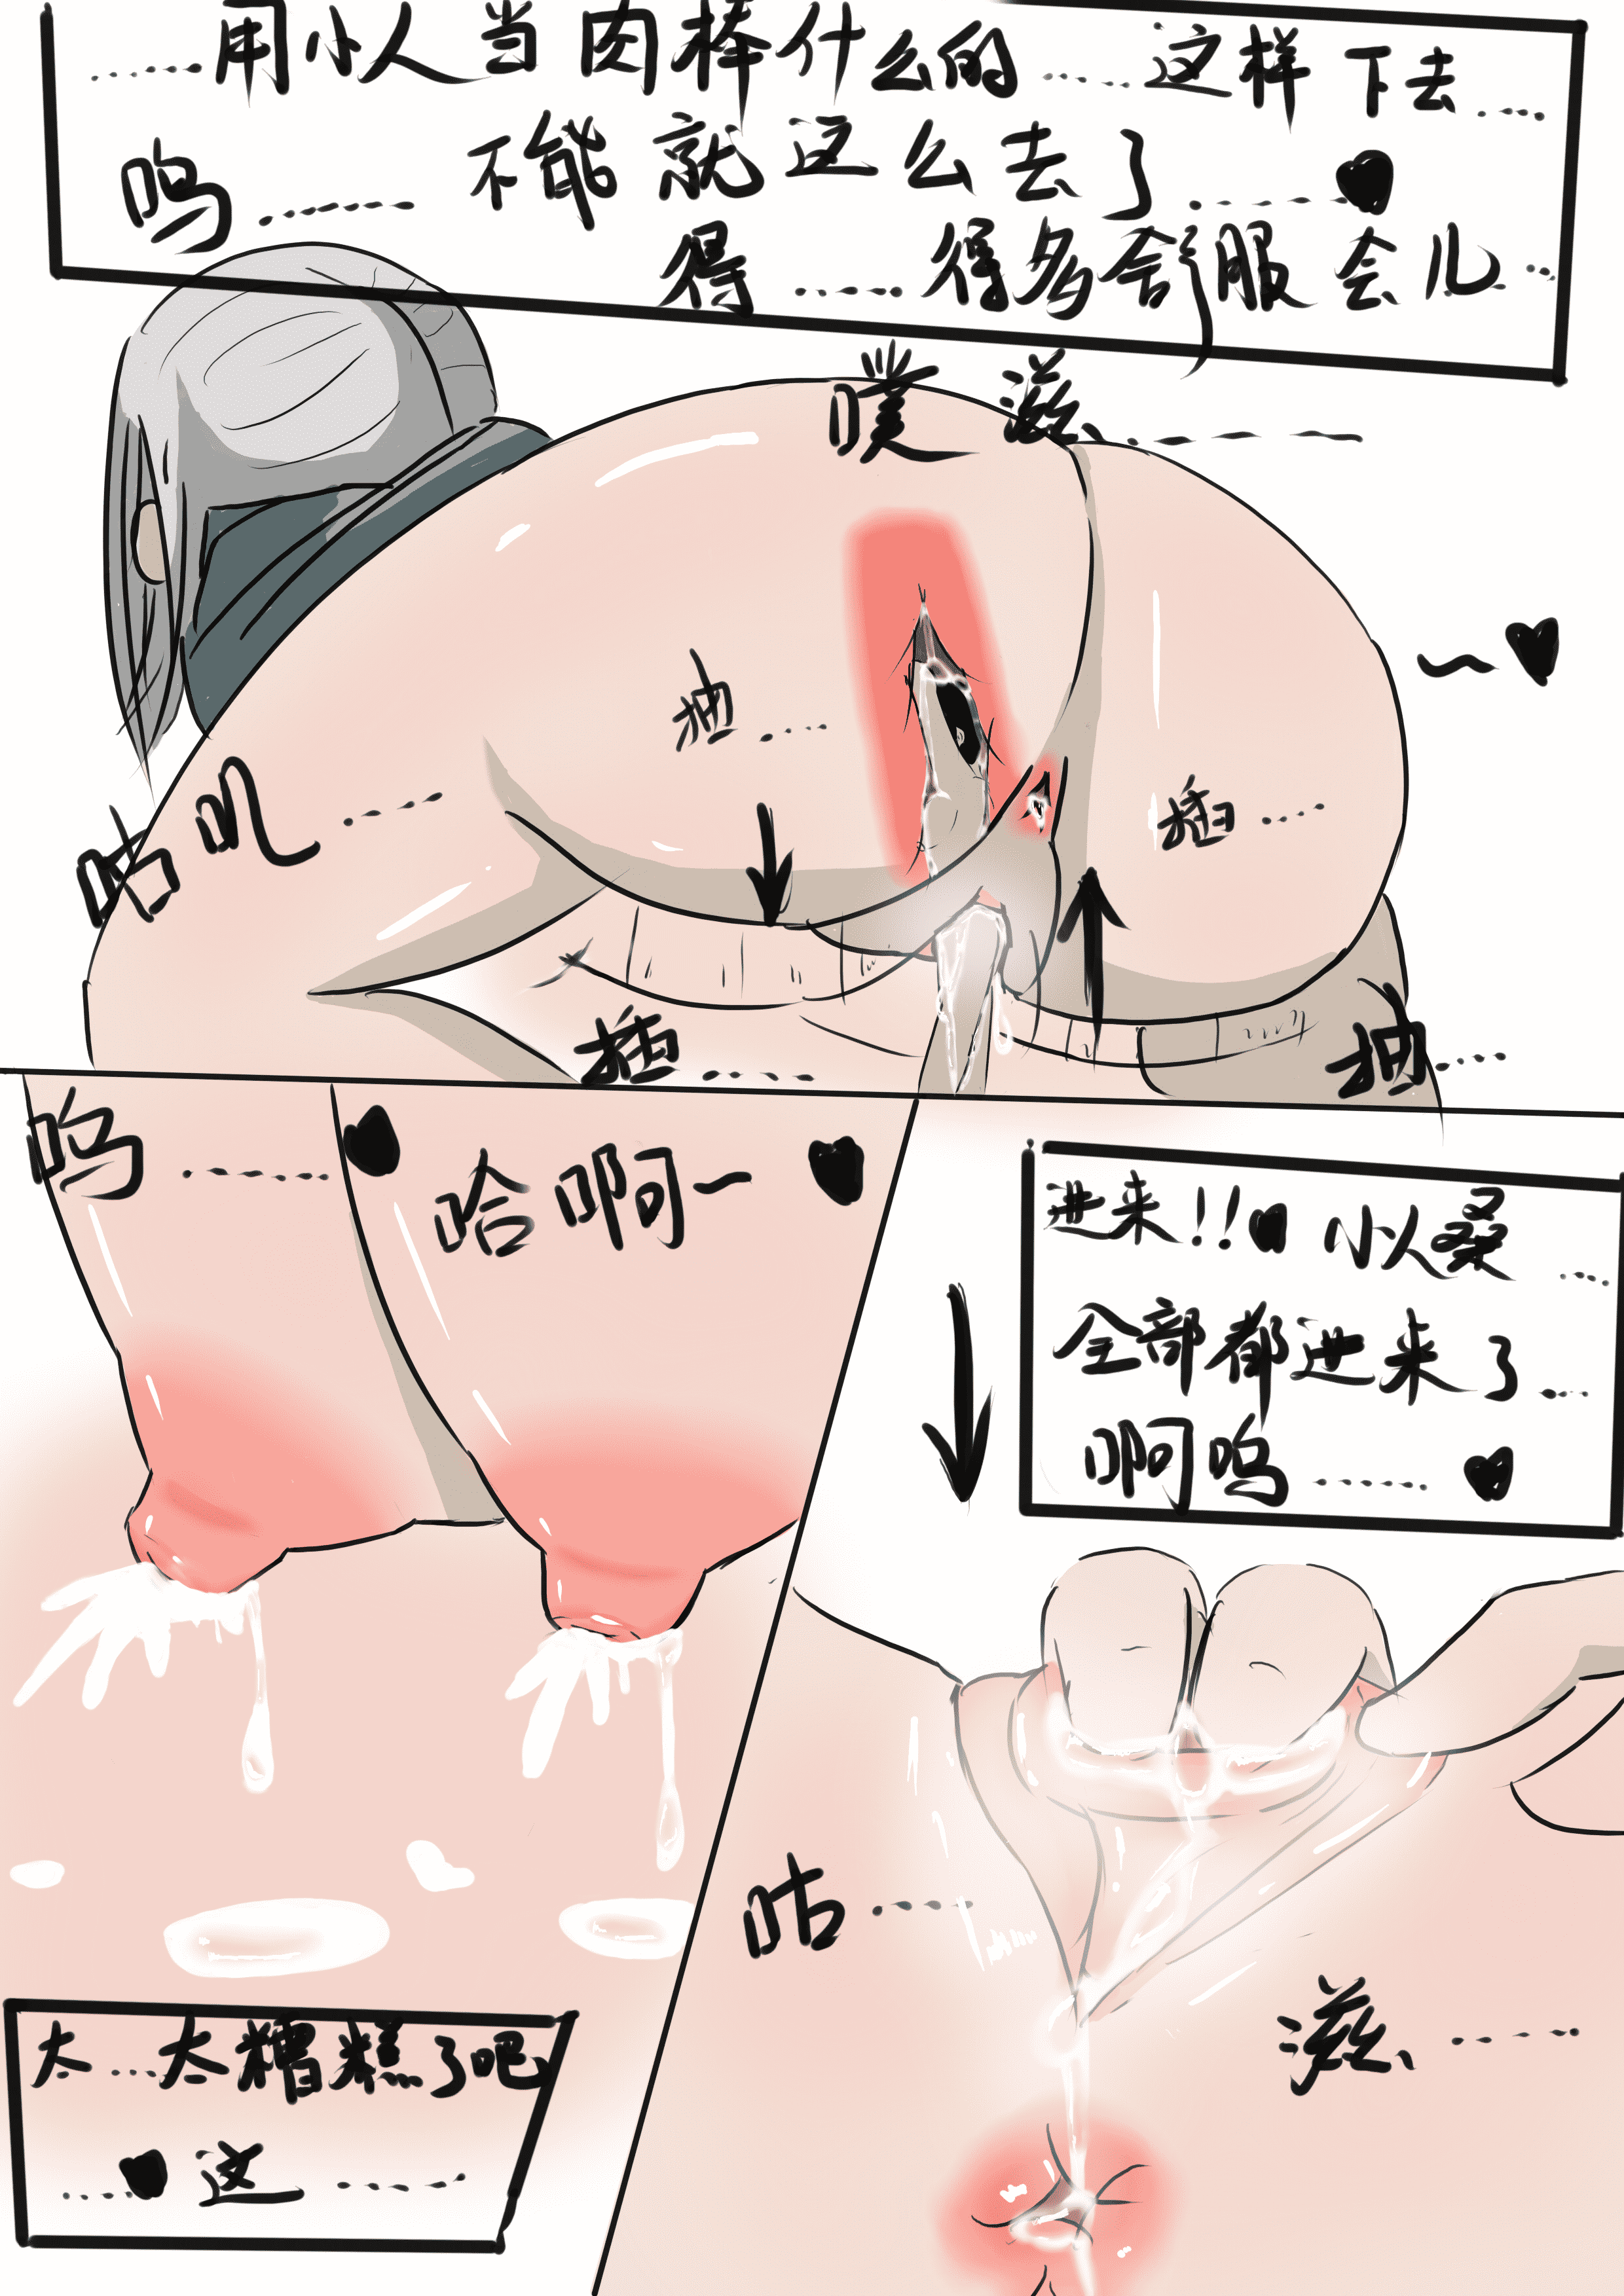 ......用小人当肉棒什么的......这样下去......
呜......不能就这么去了......♥
得......得多舒服会儿...
噗滋......
~♥
抽......
咕叽......
插......
插......
抽......
呜......♥
哈啊~♥
进来!!♥小人桑...
全部都进来了...
啊呜......♥
咕......
滋......
太...太糟糕了吧
....♥这......